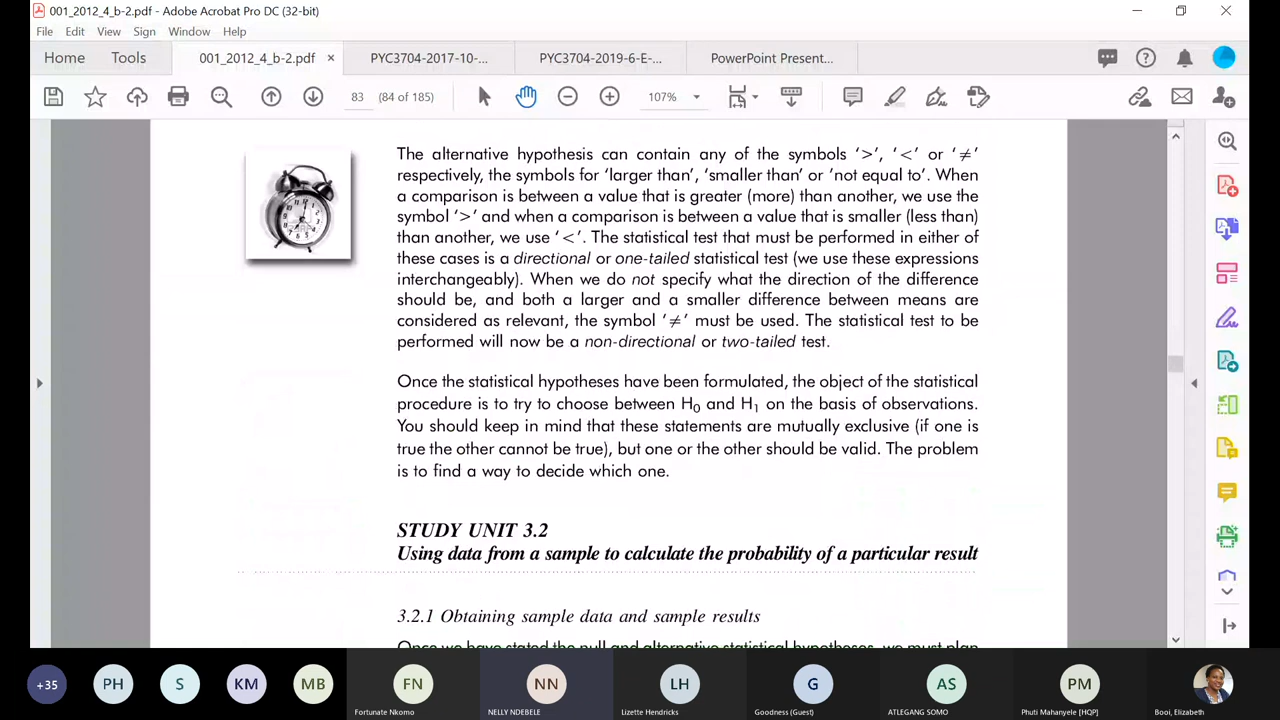 001_2012_4_b-2.pdf - Adobe Acrobat Pro DC (32-bit)
File Edit View Sign Window Help
Home Tools 001_2012_4_b-2.pdf × PYC3704-2017-10-... PYC3704-2019-6-E-... PowerPoint Present...
83 (84 of 185) 107%
The alternative hypothesis can contain any of the symbols ‘>’, ‘<’ or ‘≠’
respectively, the symbols for ‘larger than’, ‘smaller than’ or ‘not equal to’. When
a comparison is between a value that is greater (more) than another, we use the
symbol ‘>’ and when a comparison is between a value that is smaller (less than)
than another, we use ‘<’. The statistical test that must be performed in either of
these cases is a directional or one-tailed statistical test (we use these expressions
interchangeably). When we do not specify what the direction of the difference
should be, and both a larger and a smaller difference between means are
considered as relevant, the symbol ‘≠’ must be used. The statistical test to be
performed will now be a non-directional or two-tailed test.
Once the statistical hypotheses have been formulated, the object of the statistical
procedure is to try to choose between H0 and H1 on the basis of observations.
You should keep in mind that these statements are mutually exclusive (if one is
true the other cannot be true), but one or the other should be valid. The problem
is to find a way to decide which one.
STUDY UNIT 3.2
Using data from a sample to calculate the probability of a particular result
3.2.1 Obtaining sample data and sample results
Once we have stated the null and alternative statistical hypotheses, we must plan
+35 PH S KM MB FN NN LH G AS PM
Fortunate Nkomo NELLY NDEBELE Lizette Hendricks Goodness (Guest) ATLEGANG SOMO Phuti Mahanyele [HQP] Booi, Elizabeth